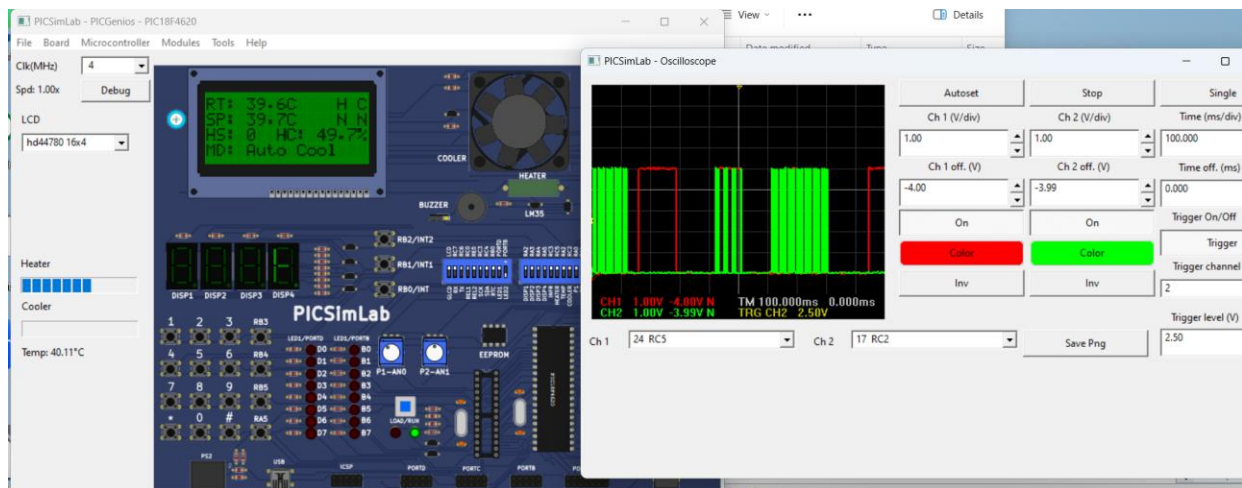 PICSimLab - PICGenios - PIC18F4620
File Board Microcontroller Modules Tools Help
Clk(MHz) 4
Spd: 1.00x Debug
LCD
hd44780 16x4
Heater
Cooler
Temp: 40.11°C
RT: 39.6C H C
SP: 39.7C N N
HS: 0 HC: 49.7%
MD: Auto Cool
COOLER
HEATER
BUZZER
LM35
RB2/INT2
RB1/INT1
RB0/INT
DISP1 DISP2 DISP3 DISP4
PICSimLab
1 2 3 RB3
4 5 6 RB4
7 8 9 RB5
* 0 # RA5
LED1/PORTD LED1/PORTB
D0 B0
D1 B1
D2 B2
D3 B3
D4 B4
D5 B5
D6 B6
D7 B7
P1-AN0 P2-AN1
EEPROM
LOAD/RUN
PS2
USB
ICSP
PORTD
PORTC
PORTB
View
Details
Date modified Type Size
PICSimLab - Oscilloscope
CH1 1.00V -4.00V N TM 100.000ms 0.000ms
CH2 1.00V -3.99V N TRG CH2 2.50V
Autoset Stop Single
Ch 1 (V/div) Ch 2 (V/div) Time (ms/div)
1.00 1.00 100.000
Ch 1 off. (V) Ch 2 off. (V) Time off. (ms)
-4.00 -3.99 0.000
On On Trigger On/Off
Color Color Trigger
Inv Inv Trigger channel
2
Trigger level (V)
2.50
Ch 1 24 RC5 Ch 2 17 RC2 Save Png